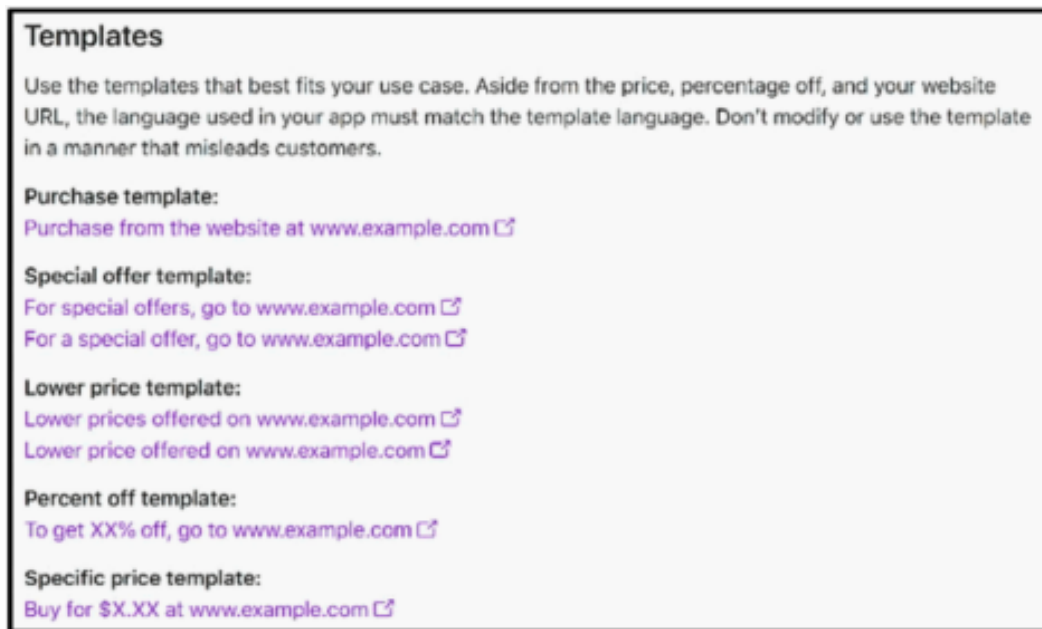 Templates
Use the templates that best fits your use case. Aside from the price, percentage off, and your website
URL, the language used in your app must match the template language. Don't modify or use the template
in a manner that misleads customers.
Purchase template:
Purchase from the website at www.example.com
Special offer template:
For special offers, go to www.example.com
For a special offer, go to www.example.com
Lower price template:
Lower prices offered on www.example.com
Lower price offered on www.example.com
Percent off template:
To get XX% off, go to www.example.com
Specific price template:
Buy for $X.XX at www.example.com